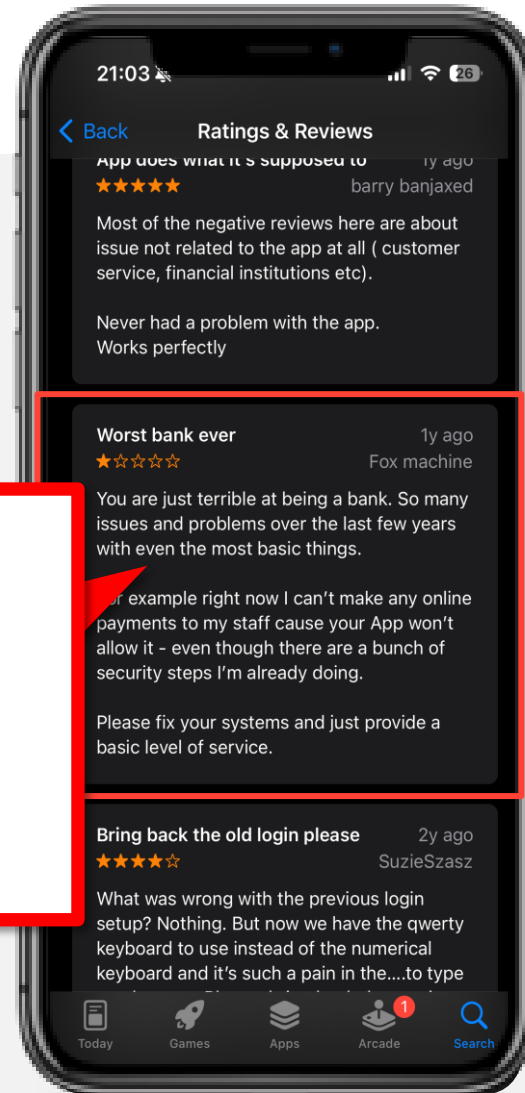 21:03
26
Back
Ratings & Reviews
App does what it's supposed to
1y ago
barry banjaxed
Most of the negative reviews here are about
issue not related to the app at all ( customer
service, financial institutions etc).
Never had a problem with the app.
Works perfectly
Worst bank ever
1y ago
Fox machine
You are just terrible at being a bank. So many
issues and problems over the last few years
with even the most basic things.
example right now I can't make any online
payments to my staff cause your App won't
allow it - even though there are a bunch of
security steps I'm already doing.
Please fix your systems and just provide a
basic level of service.
Bring back the old login please
2y ago
SuzieSzasz
What was wrong with the previous login
setup? Nothing. But now we have the qwerty
keyboard to use instead of the numerical
keyboard and it's such a pain in the....to type
1
Today
Games
Apps
Arcade
Search